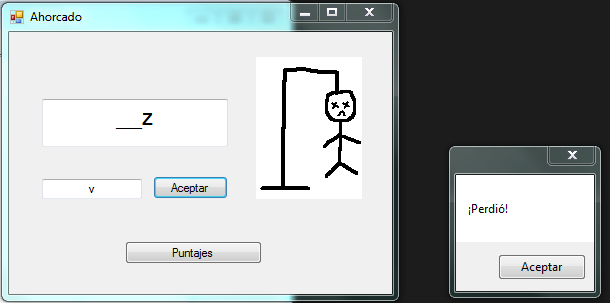 Ahorcado
___Z
v
Aceptar
Puntajes
¡Perdió!
Aceptar